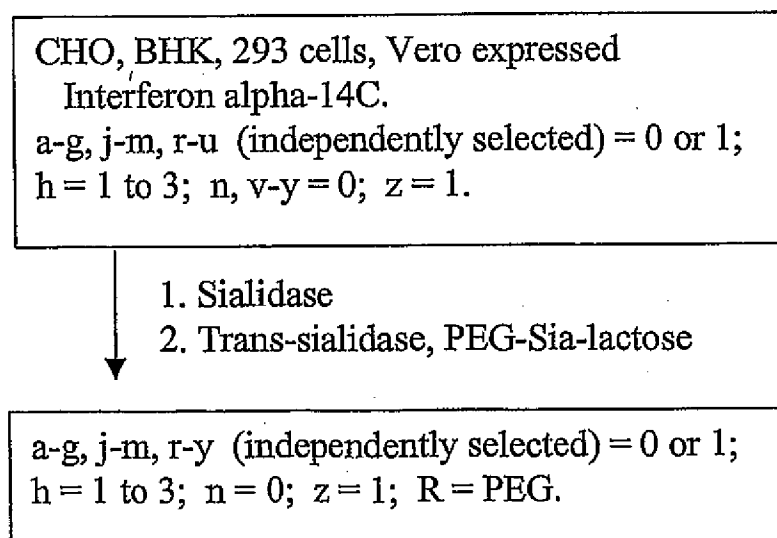 CHO, BHK, 293 cells, Vero expressed
Interferon alpha-14C.
a-g, j-m, r-u (independently selected) = 0 or 1;
h = 1 to 3; n, v-y = 0; z = 1.
1. Sialidase
2. Trans-sialidase, PEG-Sia-lactose
a-g, j-m, r-y (independently selected) = 0 or 1;
h = 1 to 3; n = 0; z = 1; R = PEG.